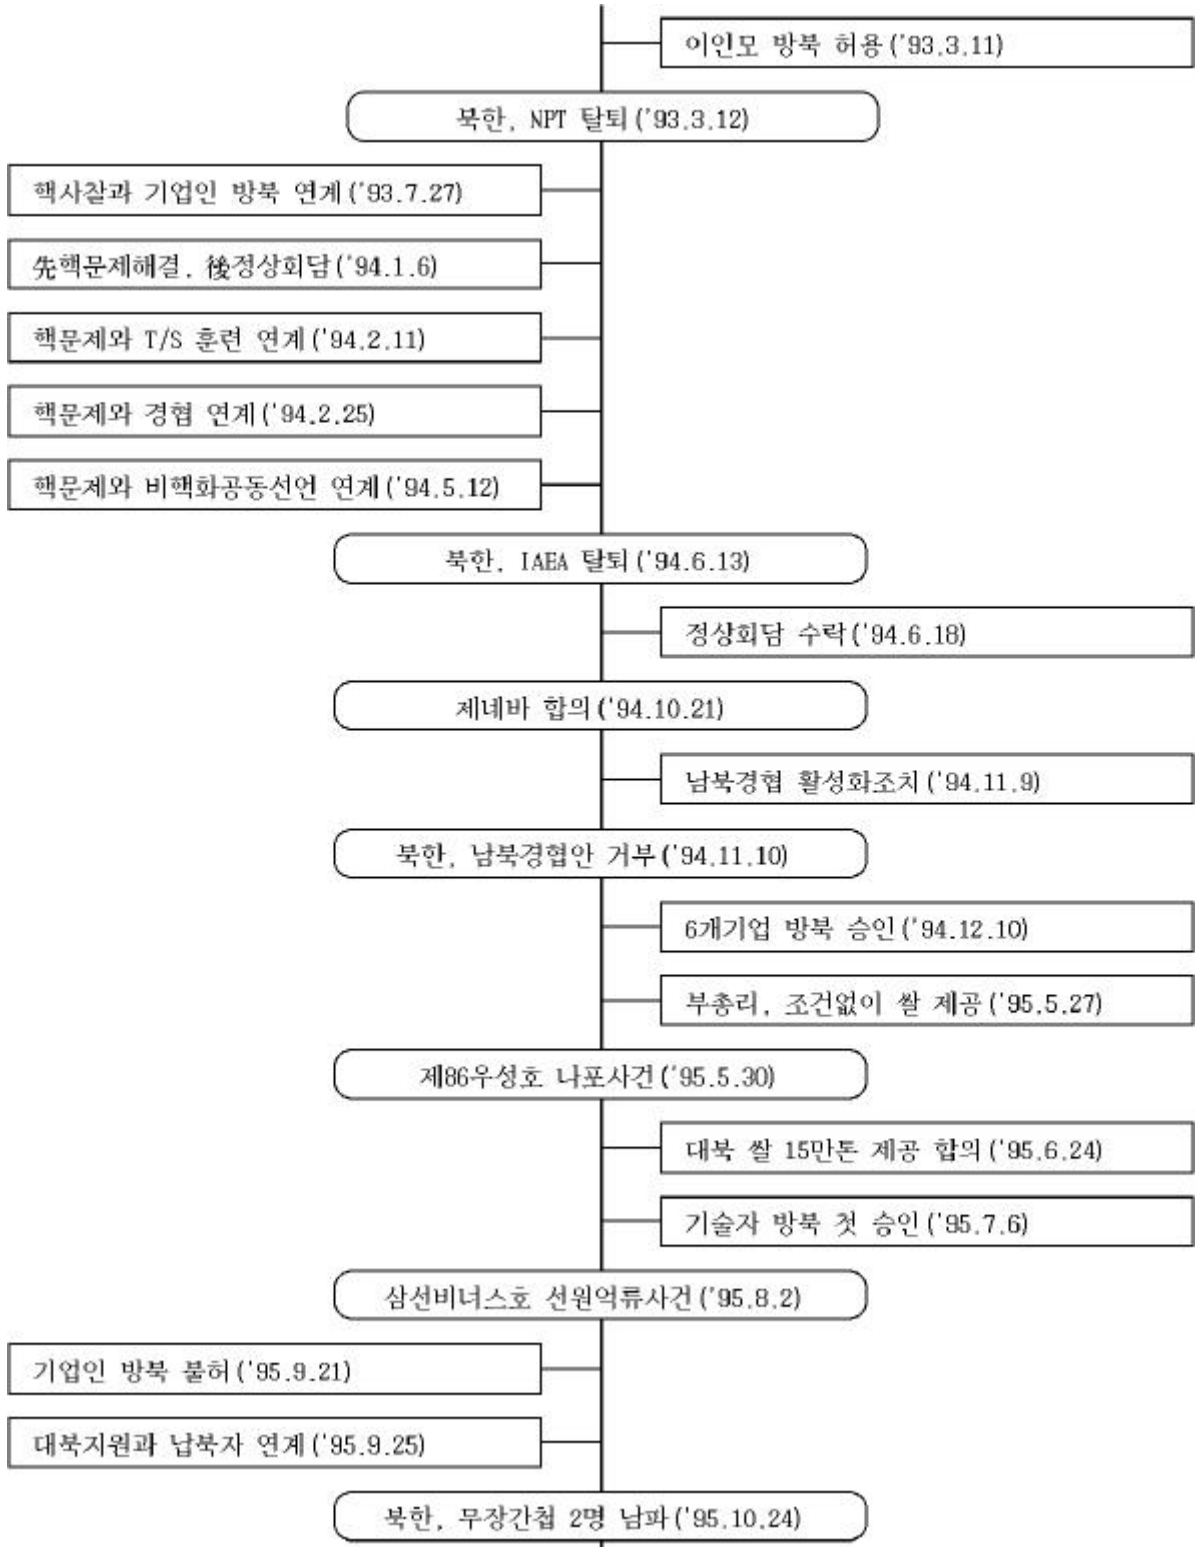 이인모 방북 허용('93.3.11)
북한, NPT 탈퇴('93.3.12)
핵사찰과 기업인 방북 연계('93.7.27)
先핵문제해결, 後정상회담('94.1.6)
핵문제와 T/S 훈련 연계('94.2.11)
핵문제와 경협 연계('94.2.25)
핵문제와 비핵화공동선언 연계('94.5.12)
북한, IAEA 탈퇴('94.6.13)
정상회담 수락('94.6.18)
제네바 합의('94.10.21)
남북경협 활성화조치('94.11.9)
북한, 남북경협안 거부('94.11.10)
6개기업 방북 승인('94.12.10)
부총리, 조건없이 쌀 제공('95.5.27)
제86우성호 나포사건('95.5.30)
대북 쌀 15만톤 제공 합의('95.6.24)
기술자 방북 첫 승인('95.7.6)
삼선비너스호 선원억류사건('95.8.2)
기업인 방북 불허('95.9.21)
대북지원과 납북자 연계('95.9.25)
북한, 무장간첩 2명 남파('95.10.24)